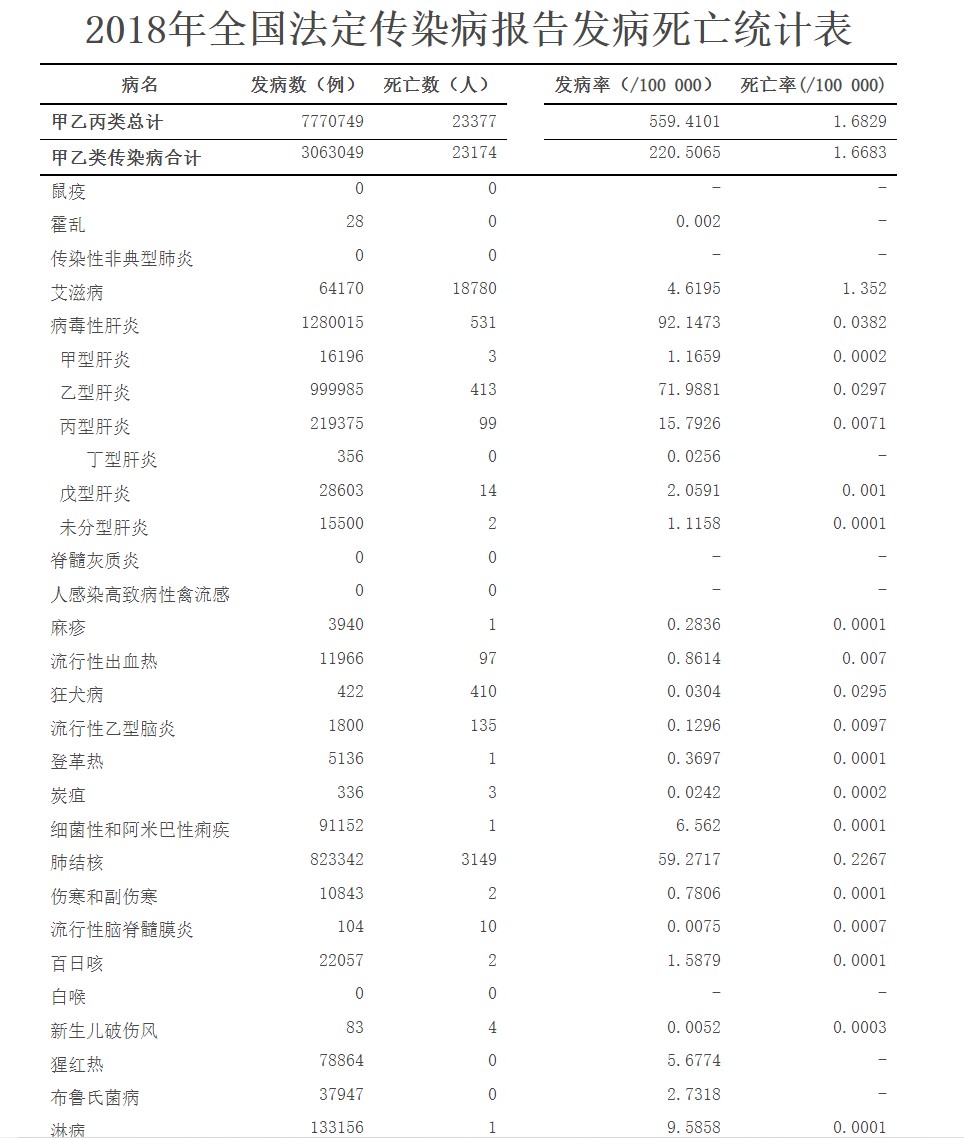 2018年全国法定传染病报告发病死亡统计表
病名 发病数（例） 死亡数（人） 发病率（/100 000） 死亡率(/100 000)
甲乙丙类总计 7770749 23377 559.4101 1.6829
甲乙类传染病合计 3063049 23174 220.5065 1.6683
鼠疫 0 0 - -
霍乱 28 0 0.002 -
传染性非典型肺炎 0 0 - -
艾滋病 64170 18780 4.6195 1.352
病毒性肝炎 1280015 531 92.1473 0.0382
甲型肝炎 16196 3 1.1659 0.0002
乙型肝炎 999985 413 71.9881 0.0297
丙型肝炎 219375 99 15.7926 0.0071
丁型肝炎 356 0 0.0256 -
戊型肝炎 28603 14 2.0591 0.001
未分型肝炎 15500 2 1.1158 0.0001
脊髓灰质炎 0 0 - -
人感染高致病性禽流感 0 0 - -
麻疹 3940 1 0.2836 0.0001
流行性出血热 11966 97 0.8614 0.007
狂犬病 422 410 0.0304 0.0295
流行性乙型脑炎 1800 135 0.1296 0.0097
登革热 5136 1 0.3697 0.0001
炭疽 336 3 0.0242 0.0002
细菌性和阿米巴性痢疾 91152 1 6.562 0.0001
肺结核 823342 3149 59.2717 0.2267
伤寒和副伤寒 10843 2 0.7806 0.0001
流行性脑脊髓膜炎 104 10 0.0075 0.0007
百日咳 22057 2 1.5879 0.0001
白喉 0 0 - -
新生儿破伤风 83 4 0.0052 0.0003
猩红热 78864 0 5.6774 -
布鲁氏菌病 37947 0 2.7318 -
淋病 133156 1 9.5858 0.0001